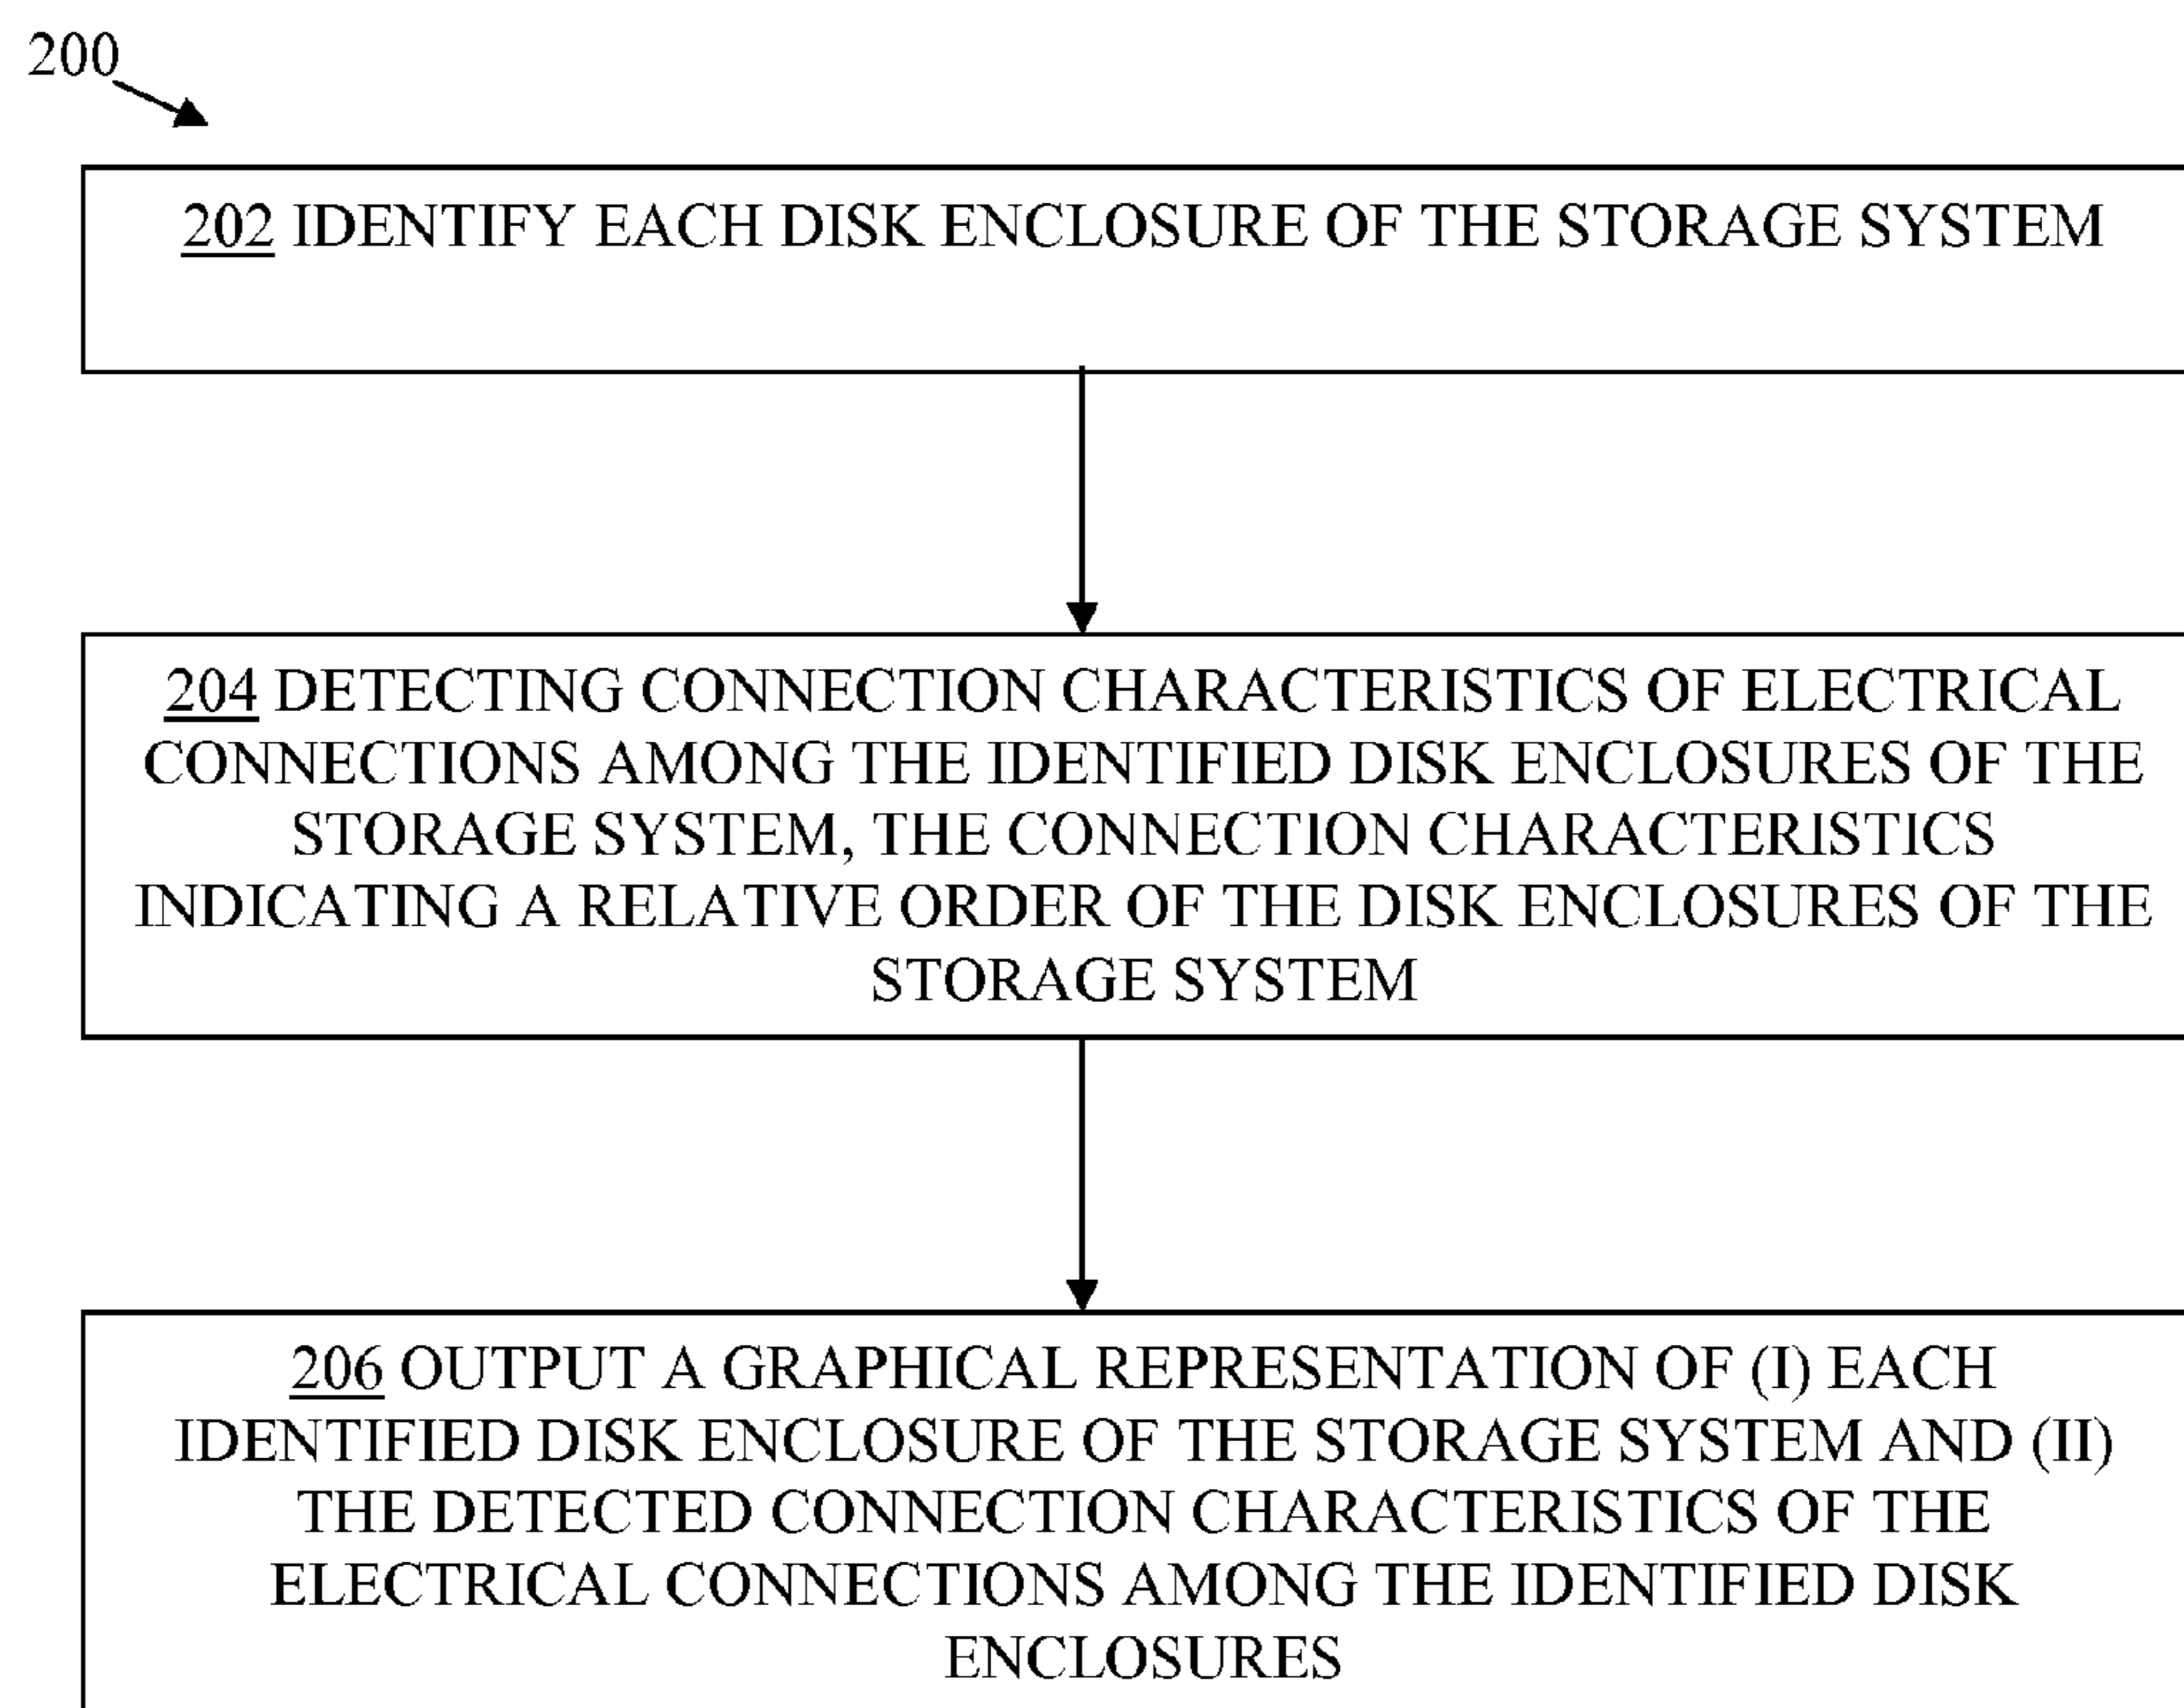 200
202 IDENTIFY EACH DISK ENCLOSURE OF THE STORAGE SYSTEM
204 DETECTING CONNECTION CHARACTERISTICS OF ELECTRICAL
CONNECTIONS AMONG THE IDENTIFIED DISK ENCLOSURES OF THE
STORAGE SYSTEM, THE CONNECTION CHARACTERISTICS
INDICATING A RELATIVE ORDER OF THE DISK ENCLOSURES OF THE
STORAGE SYSTEM
206 OUTPUT A GRAPHICAL REPRESENTATION OF (I) EACH
IDENTIFIED DISK ENCLOSURE OF THE STORAGE SYSTEM AND (II)
THE DETECTED CONNECTION CHARACTERISTICS OF THE
ELECTRICAL CONNECTIONS AMONG THE IDENTIFIED DISK
ENCLOSURES